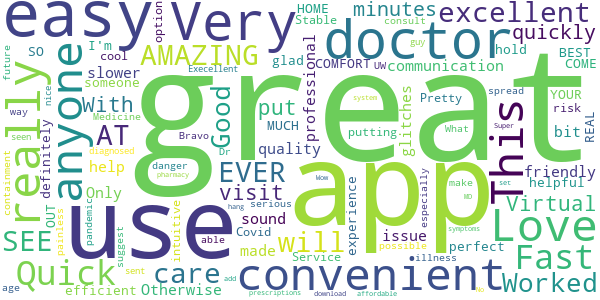 easy
Very
HOME
Stable
option
minutes
consult
guy
excellent
SO
I'm
cool
AMAZING
glad
doctor
hold
quickly
future
nice
slower
someone
Execellent
COMFORT
UW
communication
BEST
COME
really
anyone
With
great
Good
put
professional
glitches
Pretty
spread
YOUR
risk
way
Medicine
Bravo
MUCH
putting
What
system
Super
bit
REAL
seen
definitely
AT
diagnosed
Dr
quality
This
friendly
containment
help
danger
pharmacy
EVER
app
make
MD
helpful
Only
visit
Wow
experience
especially
set
symptoms
Virtual
SEE
OUT
pandemic
painless
suggest
use
able
serious
sound
Covid
will
issue
possible
perfect
Love
intuitive
made
Service
illness
Quick
sent
care
hang
add
convenient
go
Fast
age
efficient
Otherwise
prescriptions
download
affordable
Worked